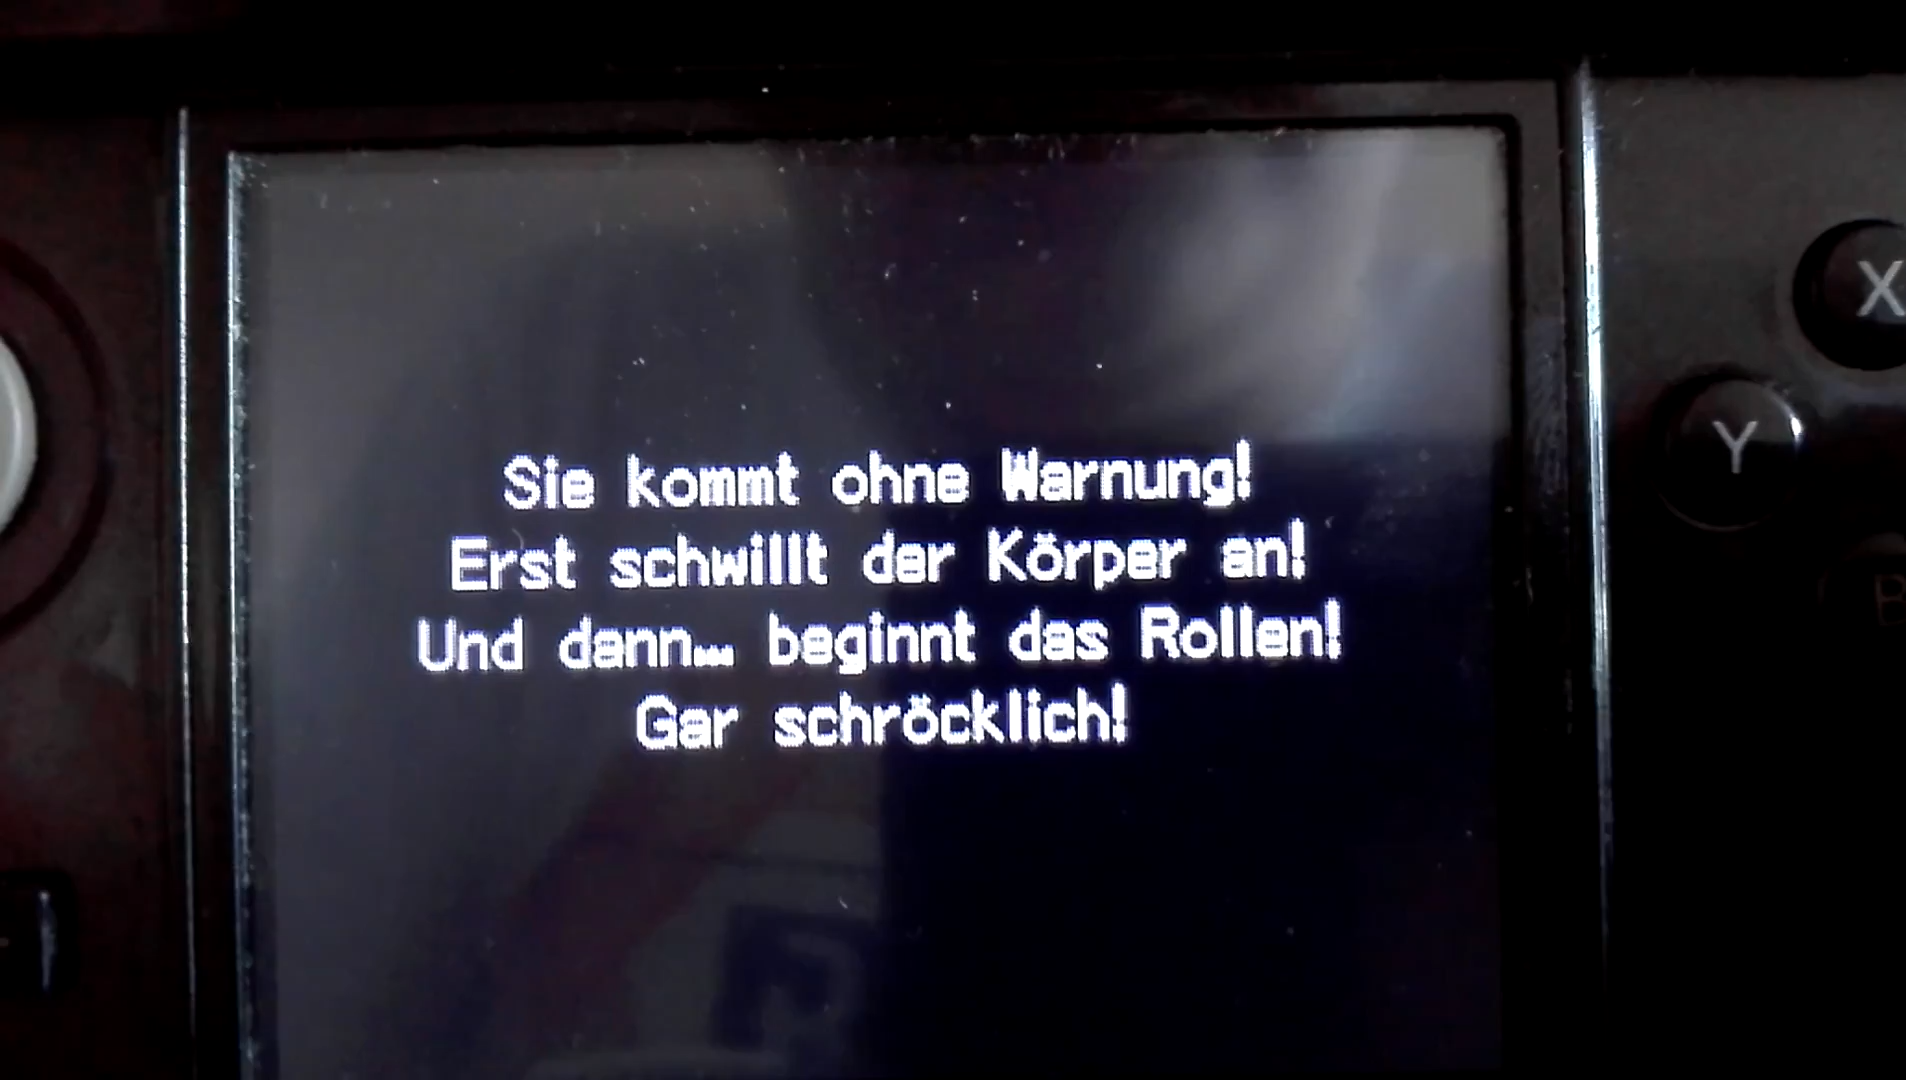 Sie kommt ohne Warnung!
Erst schwillt der Körper an!
Und dann... beginnt das Rollen!
Gar schröcklich!
X
Y
B